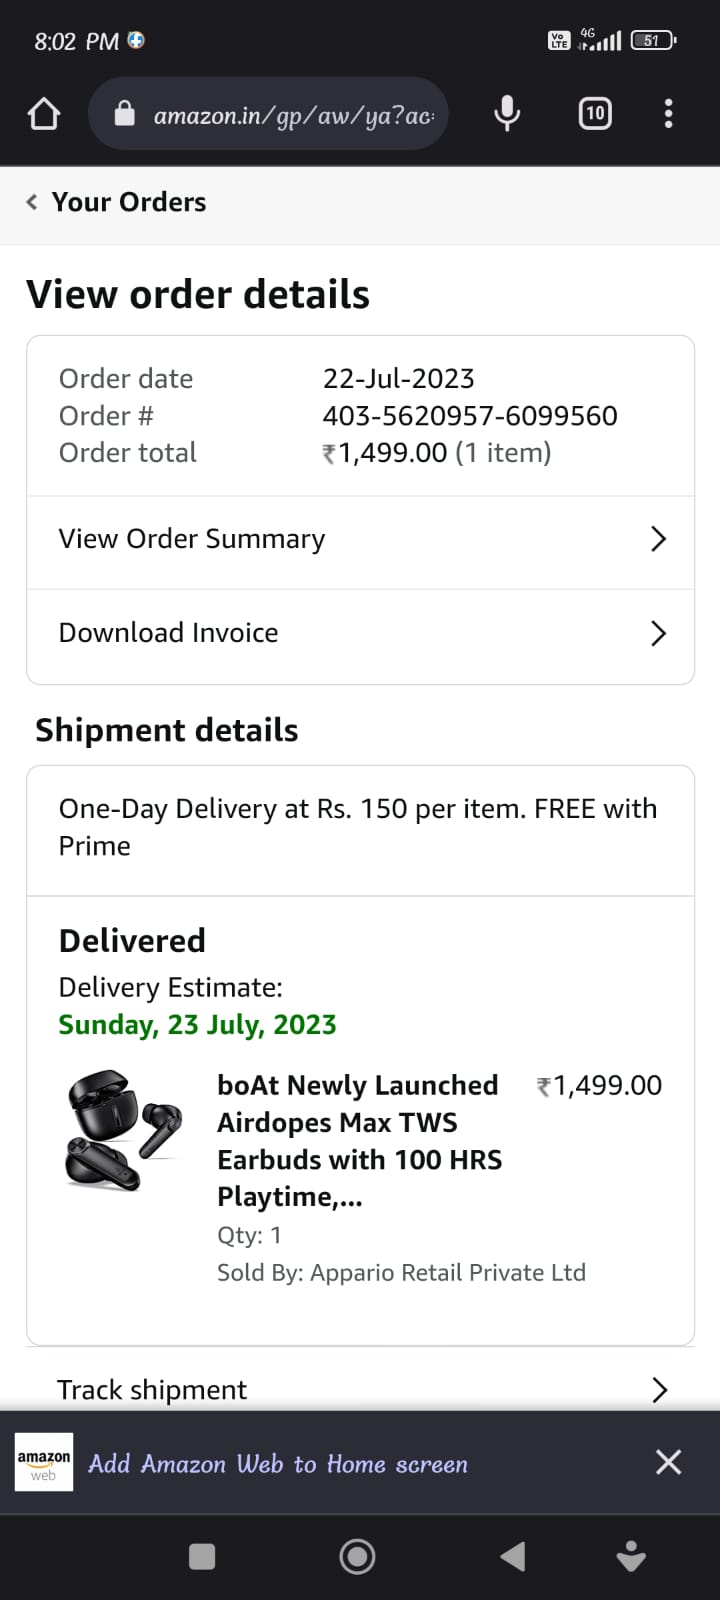 8:02 PM
Vo LTE 4G 51
amazon.in/gp/aw/ya?ac
10
Your Orders
View order details
Order date 22-Jul-2023
Order # 403-5620957-6099560
Order total ₹1,499.00 (1 item)
View Order Summary
Download Invoice
Shipment details
One-Day Delivery at Rs. 150 per item. FREE with
Prime
Delivered
Delivery Estimate:
Sunday, 23 July, 2023
boAt Newly Launched ₹1,499.00
Airdopes Max TWS
Earbuds with 100 HRS
Playtime,...
Qty: 1
Sold By: Appario Retail Private Ltd
Track shipment
amazon
web
Add Amazon Web to Home screen